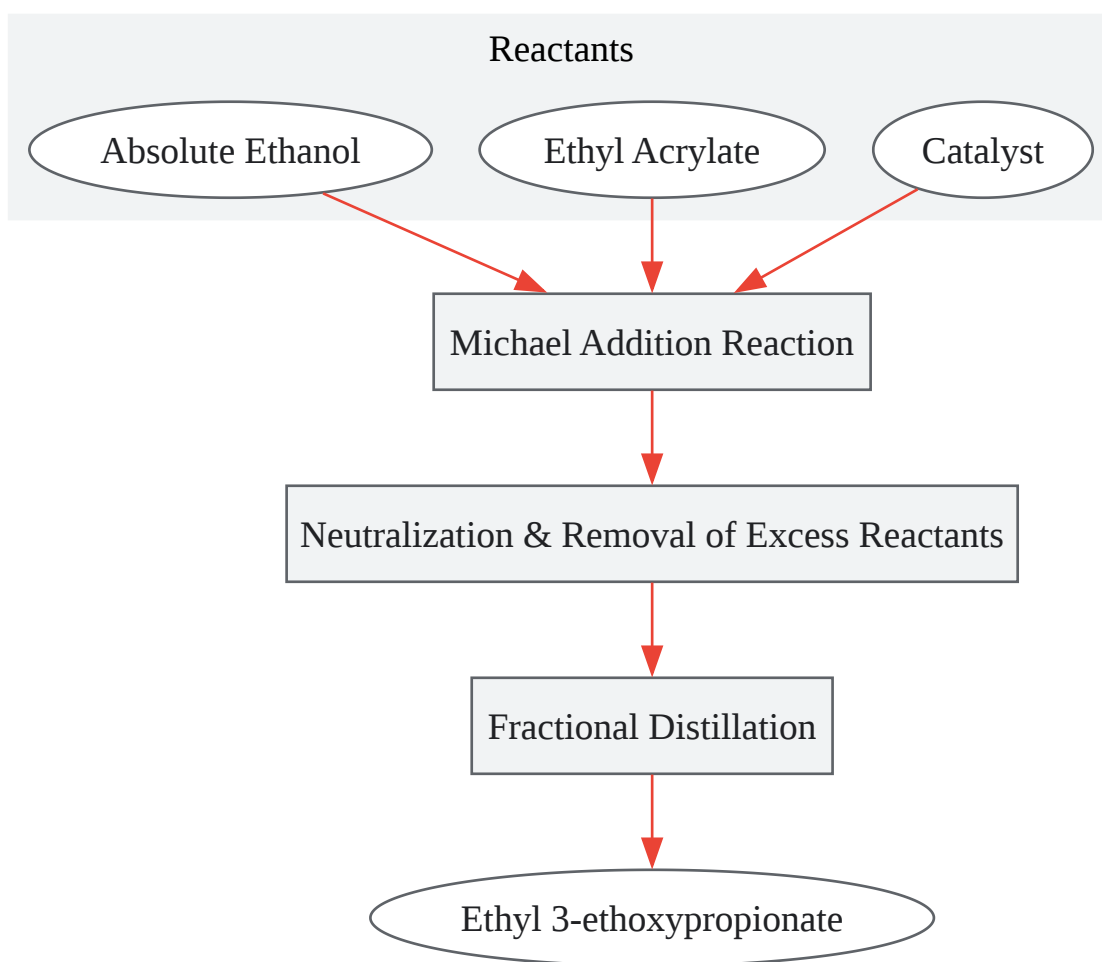 Reactants
Absolute Ethanol
Ethyl Acrylate
Catalyst
Michael Addition Reaction
Neutralization & Removal of Excess Reactants
Fractional Distillation
Ethyl 3-ethoxypropionate